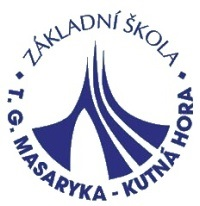 ZÁKLADNÍ ŠKOLA
T. G. MASARYKA - KUTNÁ HORA